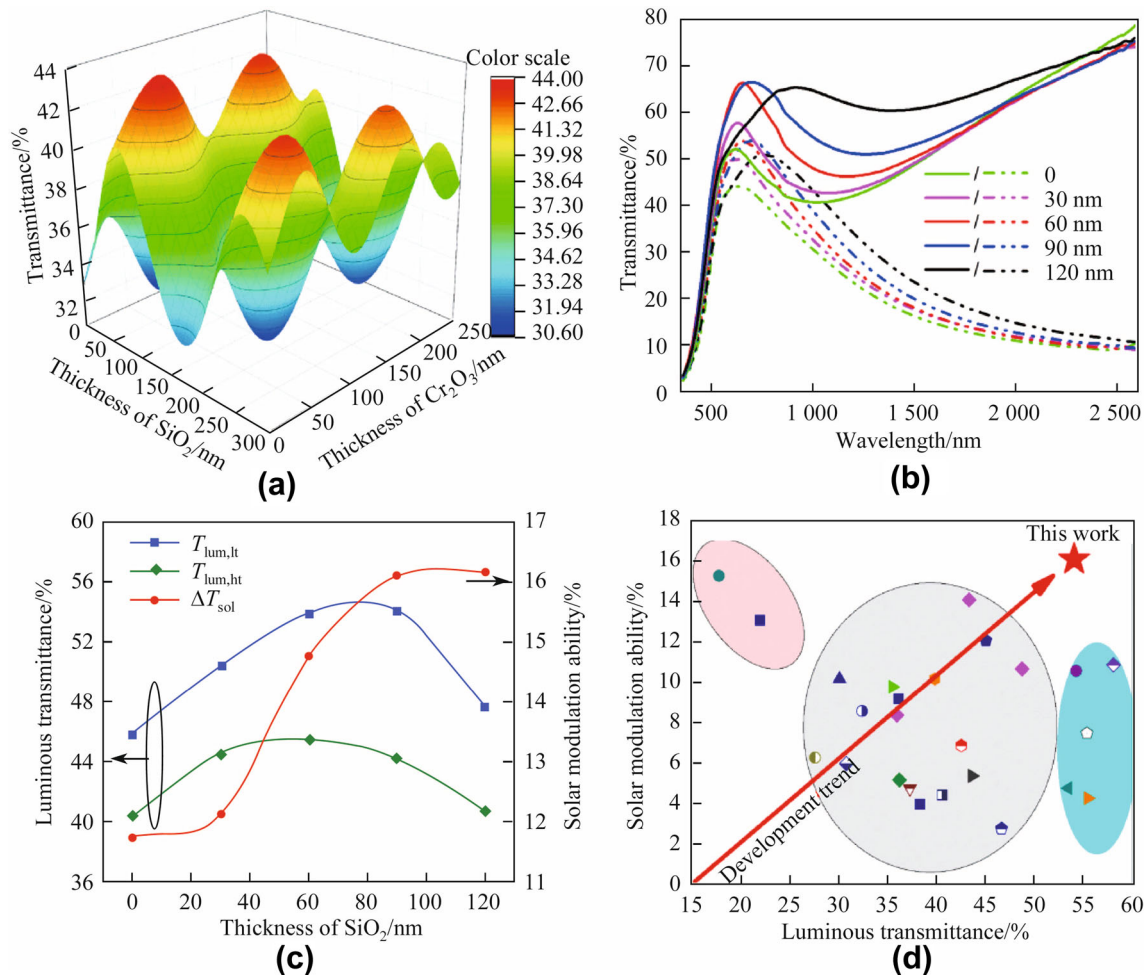 Color scale
44
42
40
38
36
34
32
Transmittance/%
44.00
42.66
41.32
39.98
38.64
37.30
35.96
34.62
33.28
31.94
30.60
0
50
100
150
200
250
300
Thickness of SiO2/nm
0
50
100
150
200
250
Thickness of Cr2O3/nm
(a)
80
70
60
50
40
30
20
10
0
Transmittance/%
/ 0
/ 30 nm
/ 60 nm
/ 90 nm
/ 120 nm
500 1 000 1 500 2 000 2 500
Wavelength/nm
(b)
60
56
52
48
44
40
36
Luminous transmittance/%
Tlum,lt
Tlum,ht
ΔTsol
17
16
15
14
13
12
11
Solar modulation ability/%
0 20 40 60 80 100 120
Thickness of SiO2/nm
(c)
18
16
14
12
10
8
6
4
2
0
Solar modulation ability/%
This work
Development trend
15 20 25 30 35 40 45 50 55 60
Luminous transmittance/%
(d)